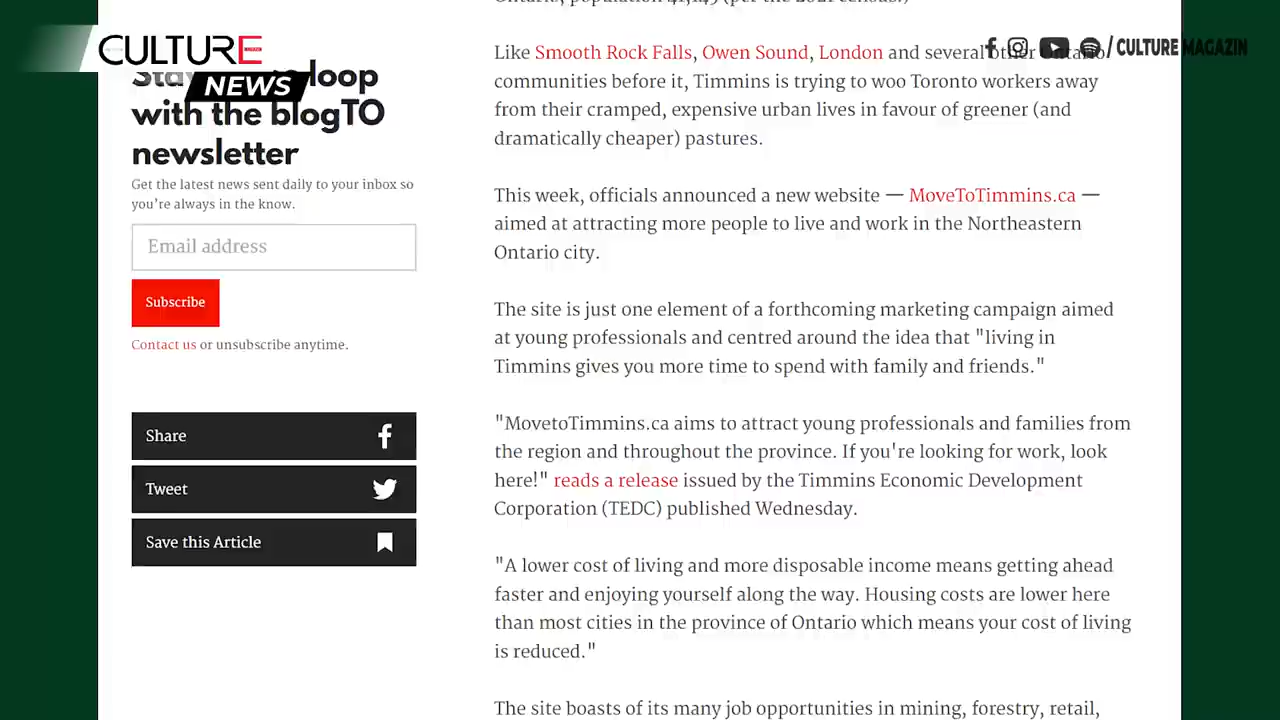 CULTURE
NEWS
/ CULTURE MAGAZIN
loop
with the blogTO
newsletter
Get the latest news sent daily to your inbox so
you're always in the know.
Email address
Subscribe
Contact us or unsubscribe anytime.
Share
Tweet
Save this Article
Like Smooth Rock Falls, Owen Sound, London and several other Ontario
communities before it, Timmins is trying to woo Toronto workers away
from their cramped, expensive urban lives in favour of greener (and
dramatically cheaper) pastures.
This week, officials announced a new website — MoveToTimmins.ca —
aimed at attracting more people to live and work in the Northeastern
Ontario city.
The site is just one element of a forthcoming marketing campaign aimed
at young professionals and centred around the idea that "living in
Timmins gives you more time to spend with family and friends."
"MovetoTimmins.ca aims to attract young professionals and families from
the region and throughout the province. If you're looking for work, look
here!" reads a release issued by the Timmins Economic Development
Corporation (TEDC) published Wednesday.
"A lower cost of living and more disposable income means getting ahead
faster and enjoying yourself along the way. Housing costs are lower here
than most cities in the province of Ontario which means your cost of living
is reduced."
The site boasts of its many job opportunities in mining, forestry, retail,